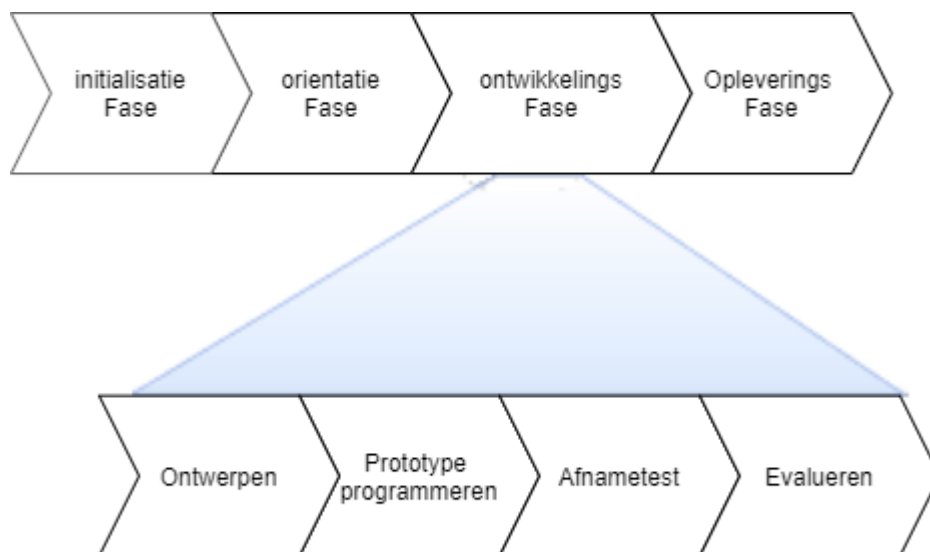 initialisatie
Fase
orientatie
Fase
ontwikkelings
Fase
Opleverings
Fase
Ontwerpen
Prototype
programmeren
Afnametest
Evalueren